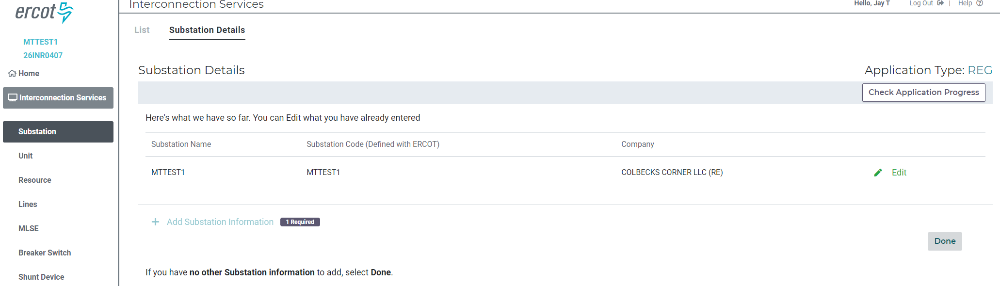 Interconnection Services
Hello, Jay T Log Out | Help
ercot
MTTEST1
26INR0407
Home
Interconnection Services
Substation
Unit
Resource
Lines
MLSE
Breaker Switch
Shunt Device
List Substation Details
Substation Details
Application Type: REG
Check Application Progress
Here's what we have so far. You can Edit what you have already entered
Substation Name Substation Code (Defined with ERCOT) Company
MTTEST1 MTTEST1 COLBECKS CORNER LLC (RE) Edit
+ Add Substation Information 1 Required
Done
If you have no other Substation information to add, select Done.